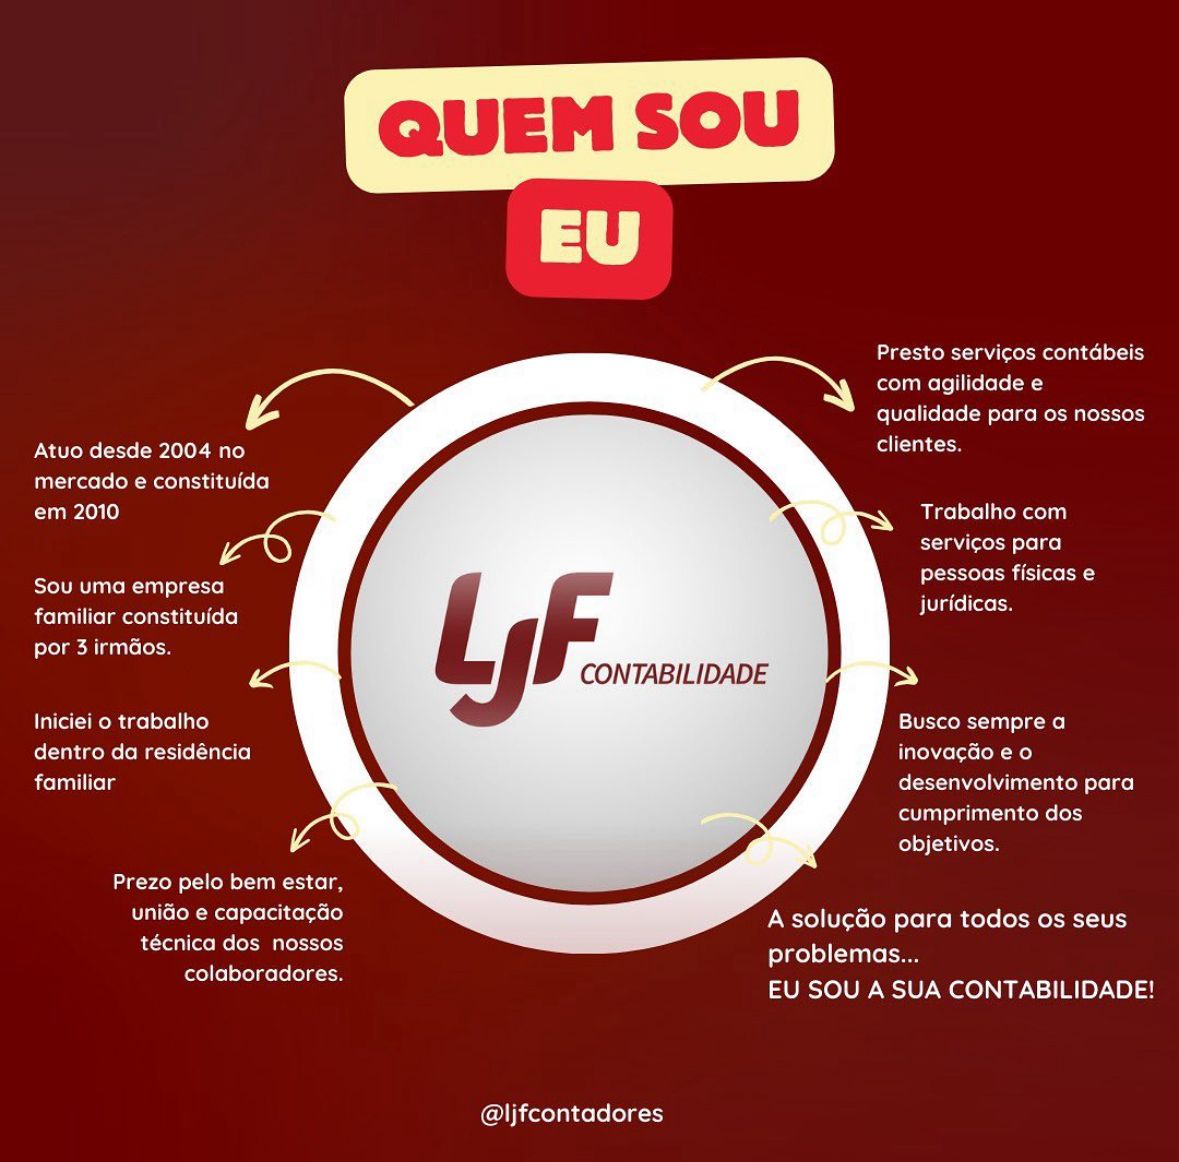 QUEM SOU
EU
Atuo desde 2004 no
mercado e constituída
em 2010
Sou uma empresa
familiar constituída
por 3 irmãos.
Iniciei o trabalho
dentro da residência
familiar
Prezo pelo bem estar,
união e capacitação
técnica dos  nossos
colaboradores.
LJF
CONTABILIDADE
Presto serviços contábeis
com agilidade e
qualidade para os nossos
clientes.
Trabalho com
serviços para
pessoas físicas e
jurídicas.
Busco sempre a
inovação e o
desenvolvimento para
cumprimento dos
objetivos.
A solução para todos os seus
problemas...
EU SOU A SUA CONTABILIDADE!
@ljfcontadores